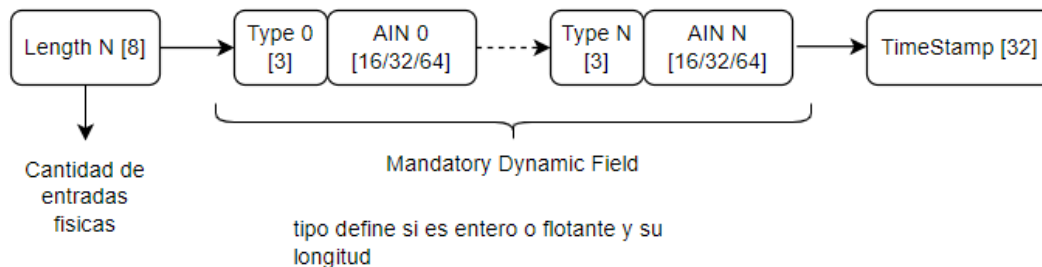 Length N [8]
Type 0
[3]
AIN 0
[16/32/64]
Type N
[3]
AIN N
[16/32/64]
TimeStamp [32]
Cantidad de
entradas
fisicas
Mandatory Dynamic Field
tipo define si es entero o flotante y su
longitud